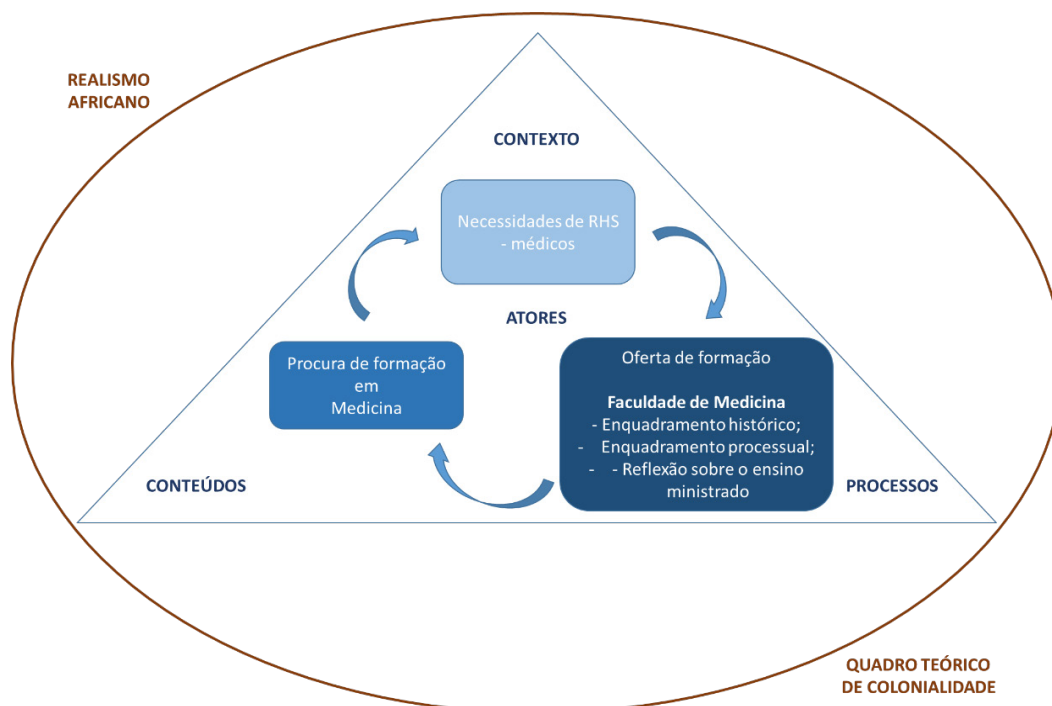 REALISMO
AFRICANO
CONTEXTO
Necessidades de RHS
- médicos
ATORES
Procura de formação
em
Medicina
Oferta de formação
Faculdade de Medicina
- Enquadramento histórico;
- Enquadramento processual;
- - Reflexão sobre o ensino
ministrado
CONTEÚDOS
PROCESSOS
QUADRO TEÓRICO
DE COLONIALIDADE